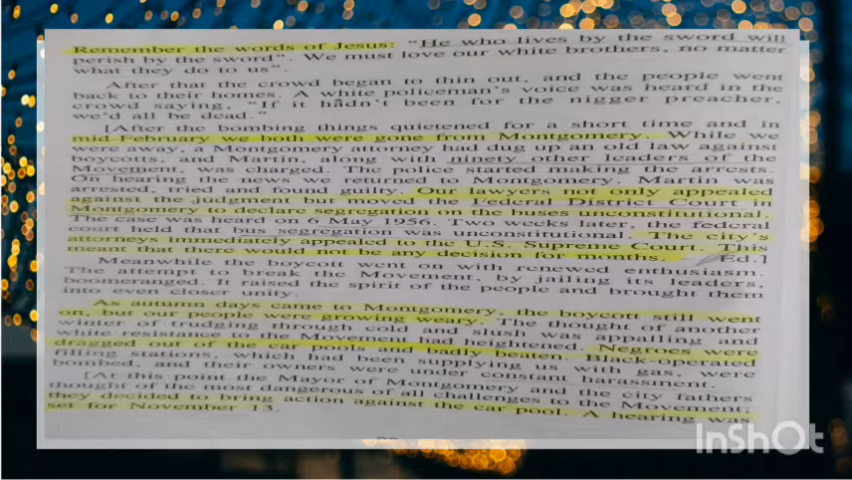 Remember the words of Jesus: "He who lives by the sword will
perish by the sword". We must love our white brothers, no matter
what they do to us".
After that the crowd began to thin out, and the people went
back to their homes. A white policeman's voice was heard in the
crowd saying, "If it hadn't been for the nigger preacher,
we'd all be dead."
[After the bombing things quietened for a short time and in
mid-February we both were gone from Montgomery. While we
were away, a Montgomery attorney had dug up an old law against
boycotts, and Martin, along with ninety other leaders of the
Movement, was charged. The police started making the arrests.
On hearing the news we returned to Montgomery. Martin was
arrested, tried and found guilty. Our lawyers not only appealed
against the judgment but moved the Federal District Court in
Montgomery to declare segregation on the buses unconstitutional.
The case was heard on 6 May 1956. Two weeks later, the federal
court held that bus segregation was unconstitutional. The city's
attorneys immediately appealed to the U.S. Supreme Court. This
meant that there would not be any decision for months. Ed.]
Meanwhile the boycott went on with renewed enthusiasm.
The attempt to break the Movement, by jailing its leaders,
boomeranged. It raised the spirit of the people and brought them
into even closer unity.
As autumn days came to Montgomery, the boycott still went
on, but our people were growing weary. The thought of another
winter of trudging through cold and slush was appalling and
white resistance to the Movement had heightened. Negroes were
dragged out of the car pools and badly beaten. Black-operated
filling stations, which had been supplying us with gas, were
bombed, and their owners were under constant harassment.
[At this point the Mayor of Montgomery and the city fathers
thought of the most dangerous of all challenges to the Movement;
they decided to bring action against the car pool. A hearing was
set for November 13.
InShOt